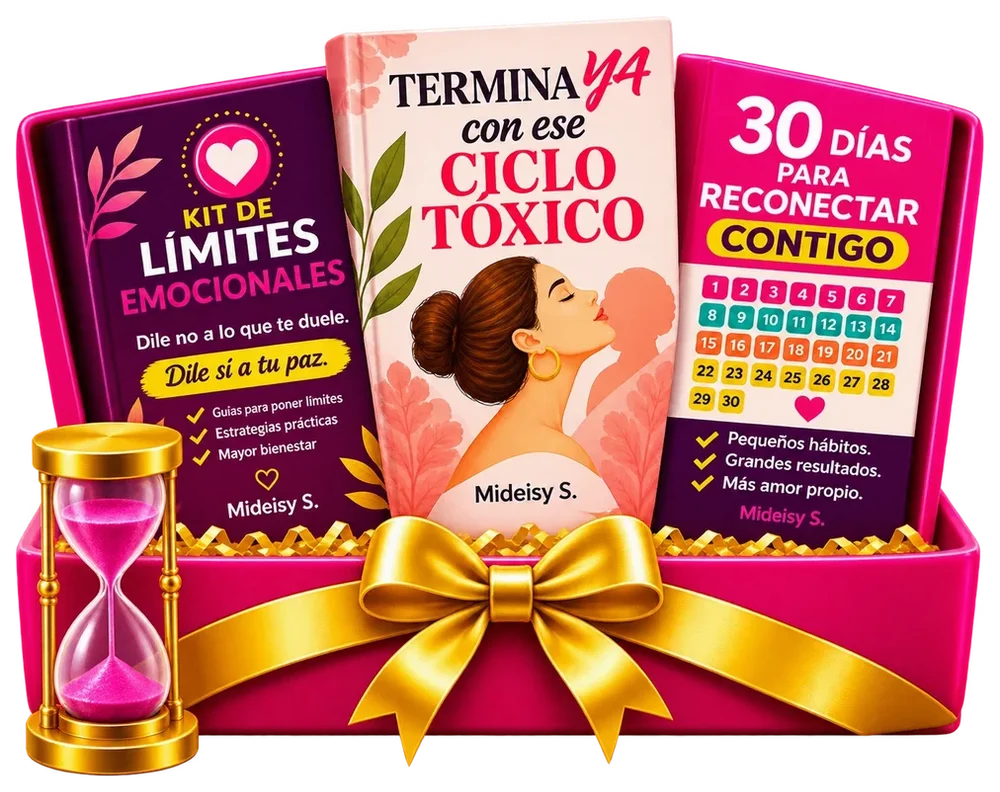 KIT DE
LÍMITES
EMOCIONALES
Dile no a lo que te duele.
Dile sí a tu paz.
Guías para poner límites
Estrategias prácticas
Mayor bienestar
Mideisy S.
TERMINA YA
con ese
CICLO
TÓXICO
Mideisy S.
30 DÍAS
PARA
RECONECTAR
CONTIGO
1 2 3 4 5 6 7
8 9 10 11 12 13 14
15 16 17 18 19 20 21
22 23 24 25 26 27 28
29 30
Pequeños hábitos.
Grandes resultados.
Más amor propio.
Mideisy S.